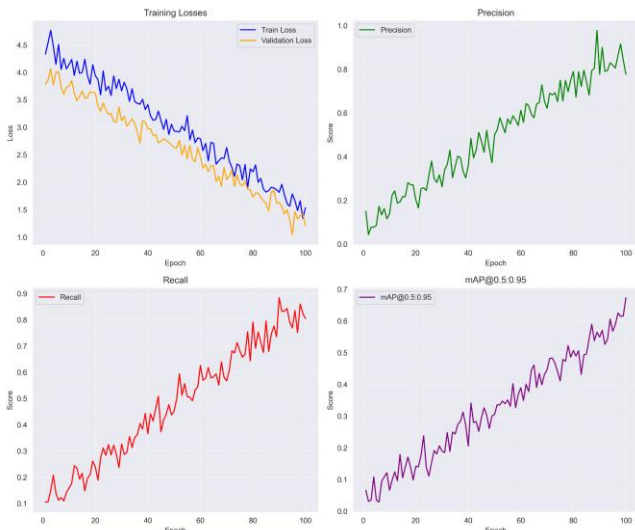 Training Losses
Train Loss
Validation Loss
4.5
4.0
3.5
3.0
2.5
2.0
1.5
1.0
Loss
0 20 40 60 80 100
Epoch
Precision
Precision
1.0
0.8
0.6
0.4
0.2
0.0
Score
0 20 40 60 80 100
Epoch
Recall
Recall
0.9
0.8
0.7
0.6
0.5
0.4
0.3
0.2
0.1
Score
0 20 40 60 80 100
Epoch
mAP@0.5:0.95
mAP@0.5:0.95
0.7
0.6
0.5
0.4
0.3
0.2
0.1
0.0
Score
0 20 40 60 80 100
Epoch